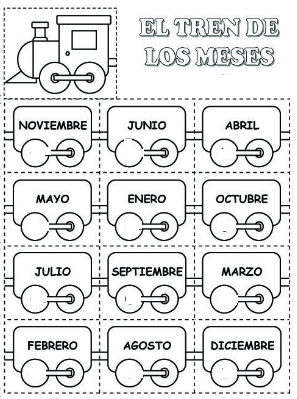 EL TREN DE
LOS MESES
NOVIEMBRE
JUNIO
ABRIL
MAYO
ENERO
OCTUBRE
JULIO
SEPTIEMBRE
MARZO
FEBRERO
AGOSTO
DICIEMBRE